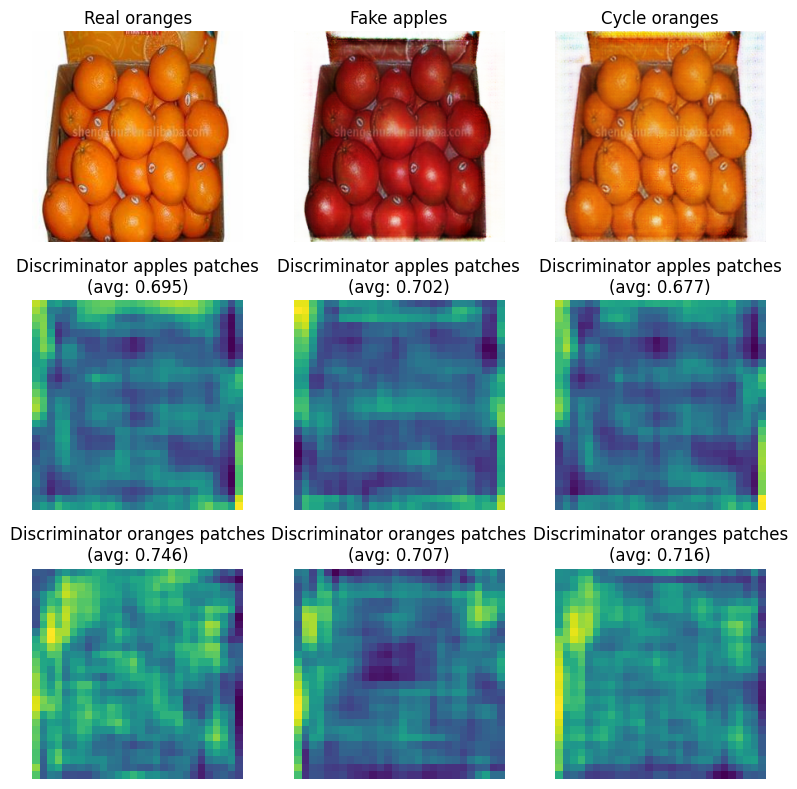 Real oranges
Fake apples
Cycle oranges
Discriminator apples patches
(avg: 0.695)
Discriminator apples patches
(avg: 0.702)
Discriminator apples patches
(avg: 0.677)
Discriminator oranges patches
(avg: 0.746)
Discriminator oranges patches
(avg: 0.707)
Discriminator oranges patches
(avg: 0.716)